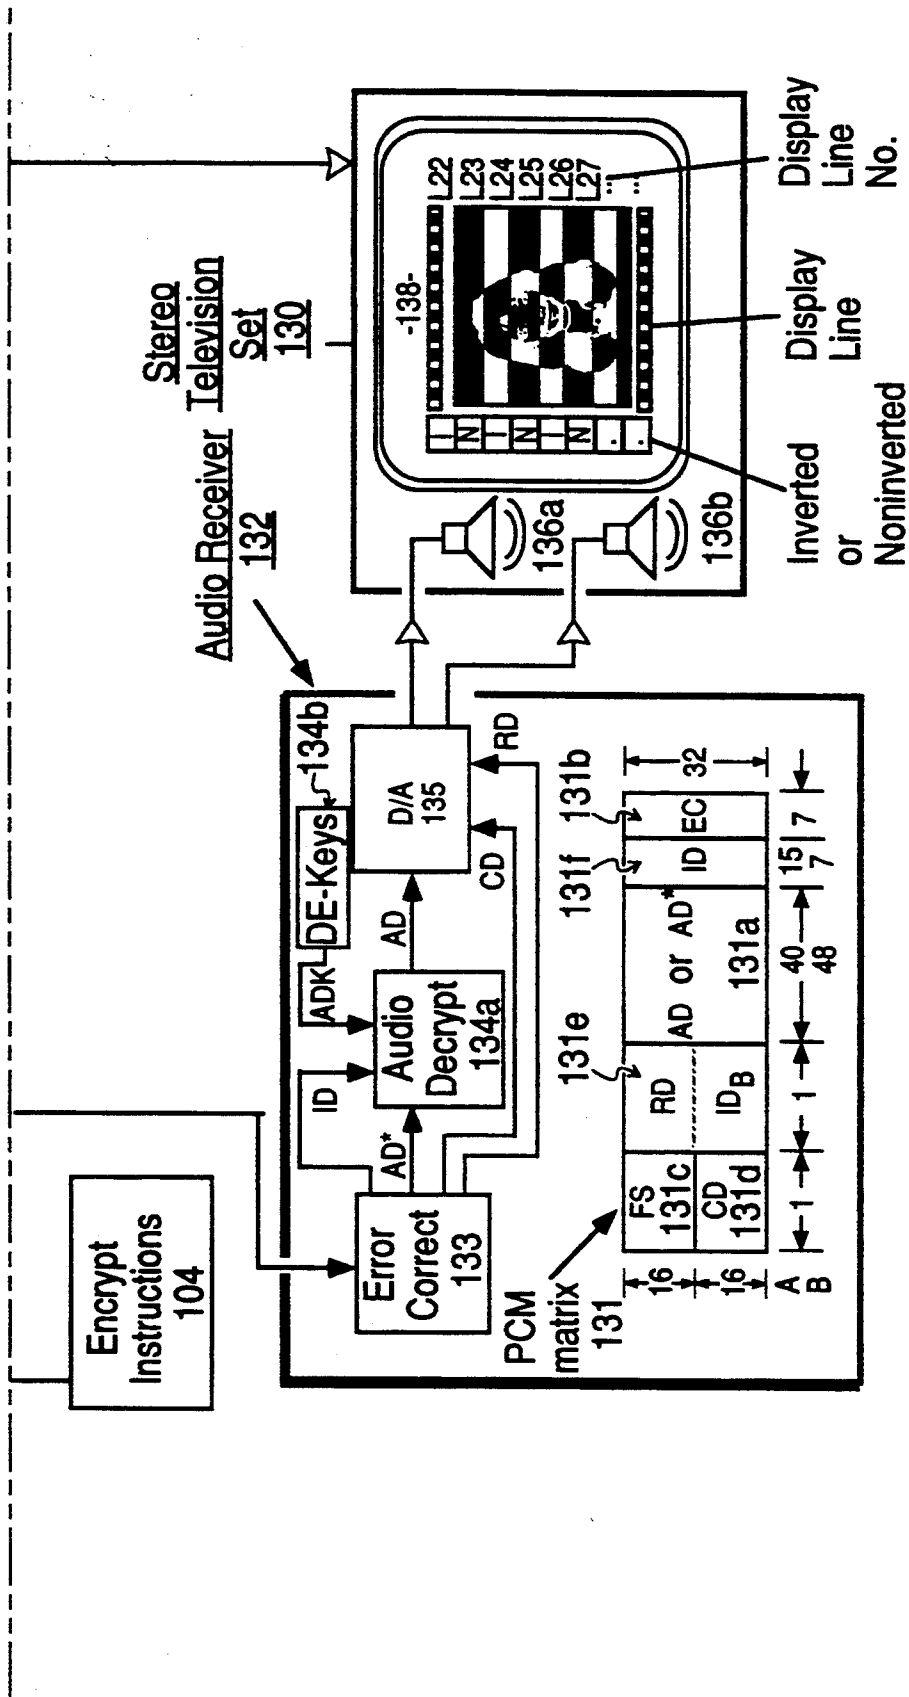 Encrypt
Instructions
104
Audio Receiver
132
Stereo
Television
Set
130
Error
Correct
133
ID
AD*
ADK
DE-Keys
134b
Audio
Decrypt
134a
AD
D/A
135
CD
RD
136a
136b
-138-
I
N
I
N
I
N
.
.
L22
L23
L24
L25
L26
L27
Inverted
or
Noninverted
Display
Line
Display
Line
No.
PCM
matrix
131
131e
131f
131b
FS
131c
CD
131d
RD
IDB
AD or AD*
131a
ID
EC
16
16
32
A
B
1
1
40
48
15
7
7